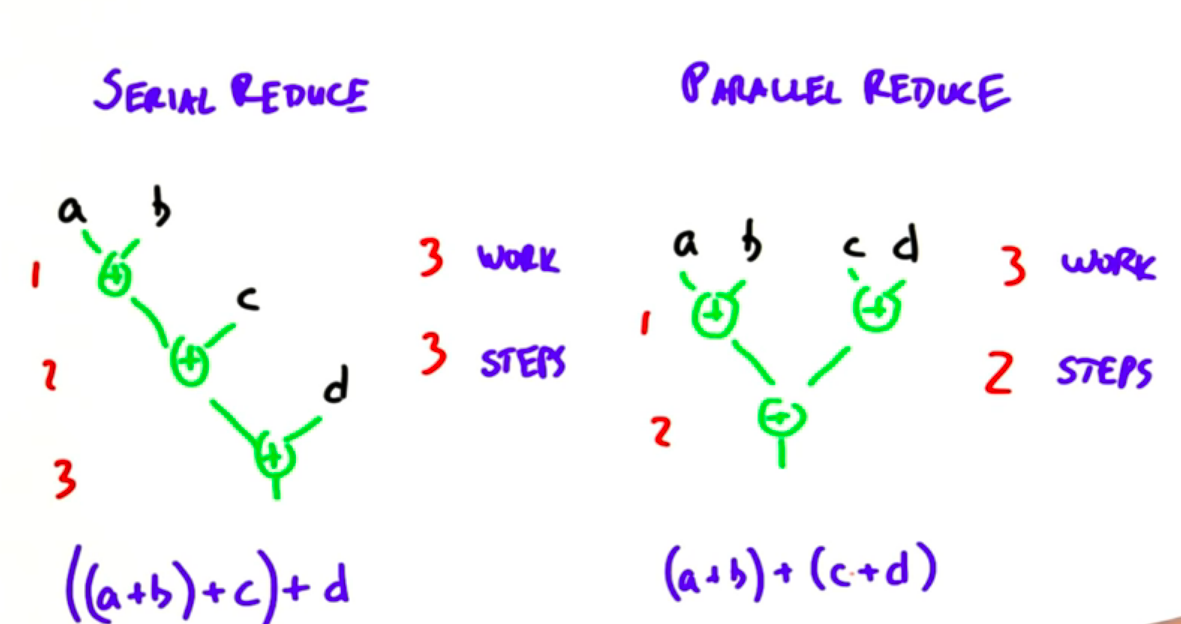 SERIAL REDUCE
a b
1 +
c
2 +
d
3 +
3 WORK
3 STEPS
((a+b)+c)+d
PARALLEL REDUCE
a b c d
1 + +
2 +
3 WORK
2 STEPS
(a+b)+(c+d)